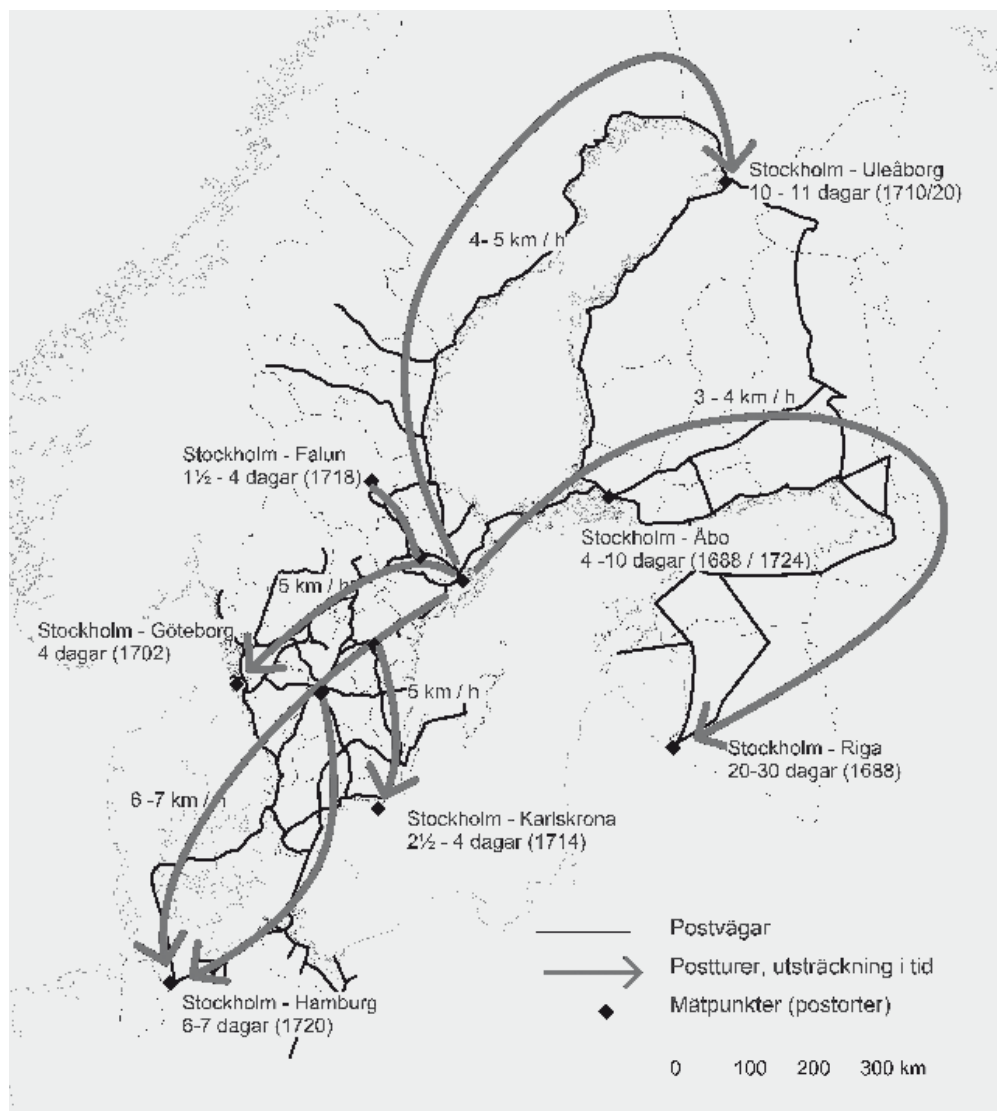 Stockholm - Uleåborg
10 - 11 dagar (1710/20)
4- 5 km / h
3 - 4 km / h
Stockholm - Falun
1½ - 4 dagar (1718)
Stockholm - Åbo
4 -10 dagar (1688 / 1724)
5 km / h
Stockholm - Göteborg
4 dagar (1702)
5 km / h
Stockholm - Riga
20-30 dagar (1688)
6 -7 km / h
Stockholm - Karlskrona
2½ - 4 dagar (1714)
Postvägar
Postturer, utsträckning i tid
Mätpunkter (postorter)
Stockholm - Hamburg
6-7 dagar (1720)
0 100 200 300 km